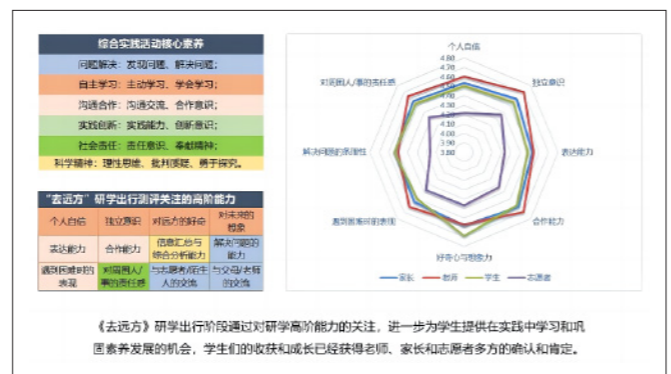 综合实践活动核心素养
问题解决：发现问题、解决问题；
自主学习：主动学习、学会学习；
沟通合作：沟通交流、合作意识；
实践创新：实践能力、创新意识；
社会责任：责任意识、奉献精神；
科学精神：理性思维、批判质疑、勇于探究。
“去远方”研学出行测评关注的高阶能力
个人自信 独立意识 对远方的好奇 对未来的想象
表达能力 合作能力 信息汇总与综合分析能力 解决问题的能力
遇到困难时的表现 对周围人/事的责任感 与志愿者/陌生人的交流 与父母/老师的交流
个人自信
独立意识
表达能力
合作能力
好奇心与想象力
遇到困难时的表现
解决问题的条理性
对周围人/事的责任感
4.80
4.70
4.60
4.50
4.40
4.30
4.20
4.10
4.00
3.90
3.80
家长 老师 学生 志愿者
《去远方》研学出行阶段通过对研学高阶能力的关注，进一步为学生提供在实践中学习和巩
固素养发展的机会，学生们的收获和成长已经获得老师、家长和志愿者多方的确认和肯定。